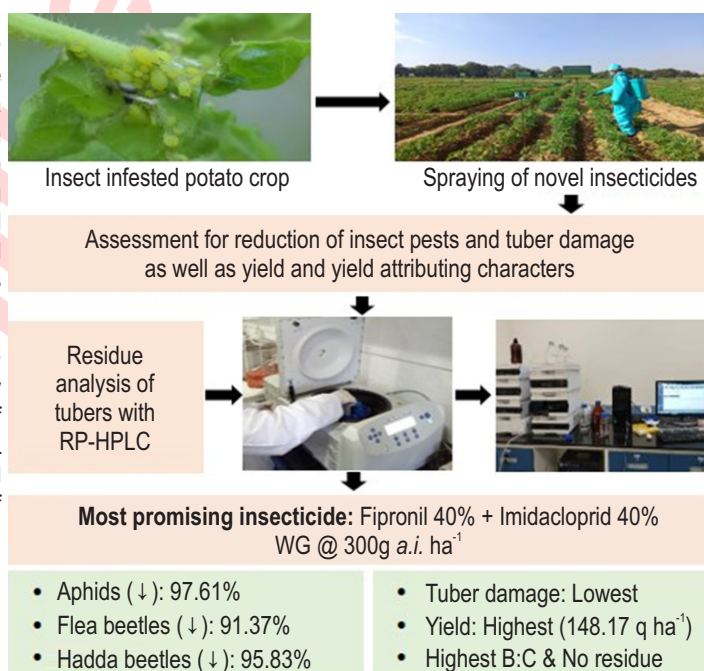 Insect infested potato crop
Spraying of novel insecticides
Assessment for reduction of insect pests and tuber damage
as well as yield and yield attributing characters
Residue
analysis of
tubers with
RP-HPLC
Most promising insecticide: Fipronil 40% + Imidacloprid 40%
WG @ 300g a.i. ha⁻¹
• Aphids (↓): 97.61%
• Flea beetles (↓): 91.37%
• Hadda beetles (↓): 95.83%
• Tuber damage: Lowest
• Yield: Highest (148.17 q ha⁻¹)
• Highest B:C & No residue